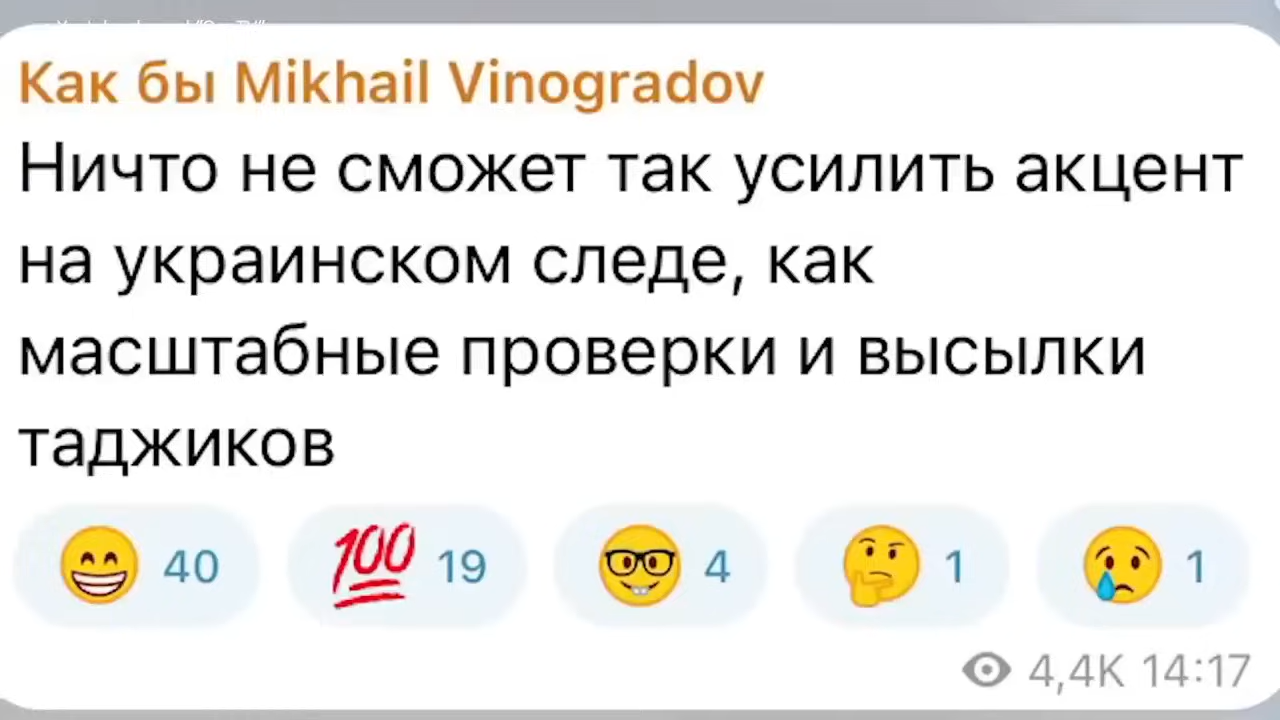 Как бы Mikhail Vinogradov
Ничто не сможет так усилить акцент
на украинском следе, как
масштабные проверки и высылки
таджиков
40 19 4 1 1
4,4K 14:17